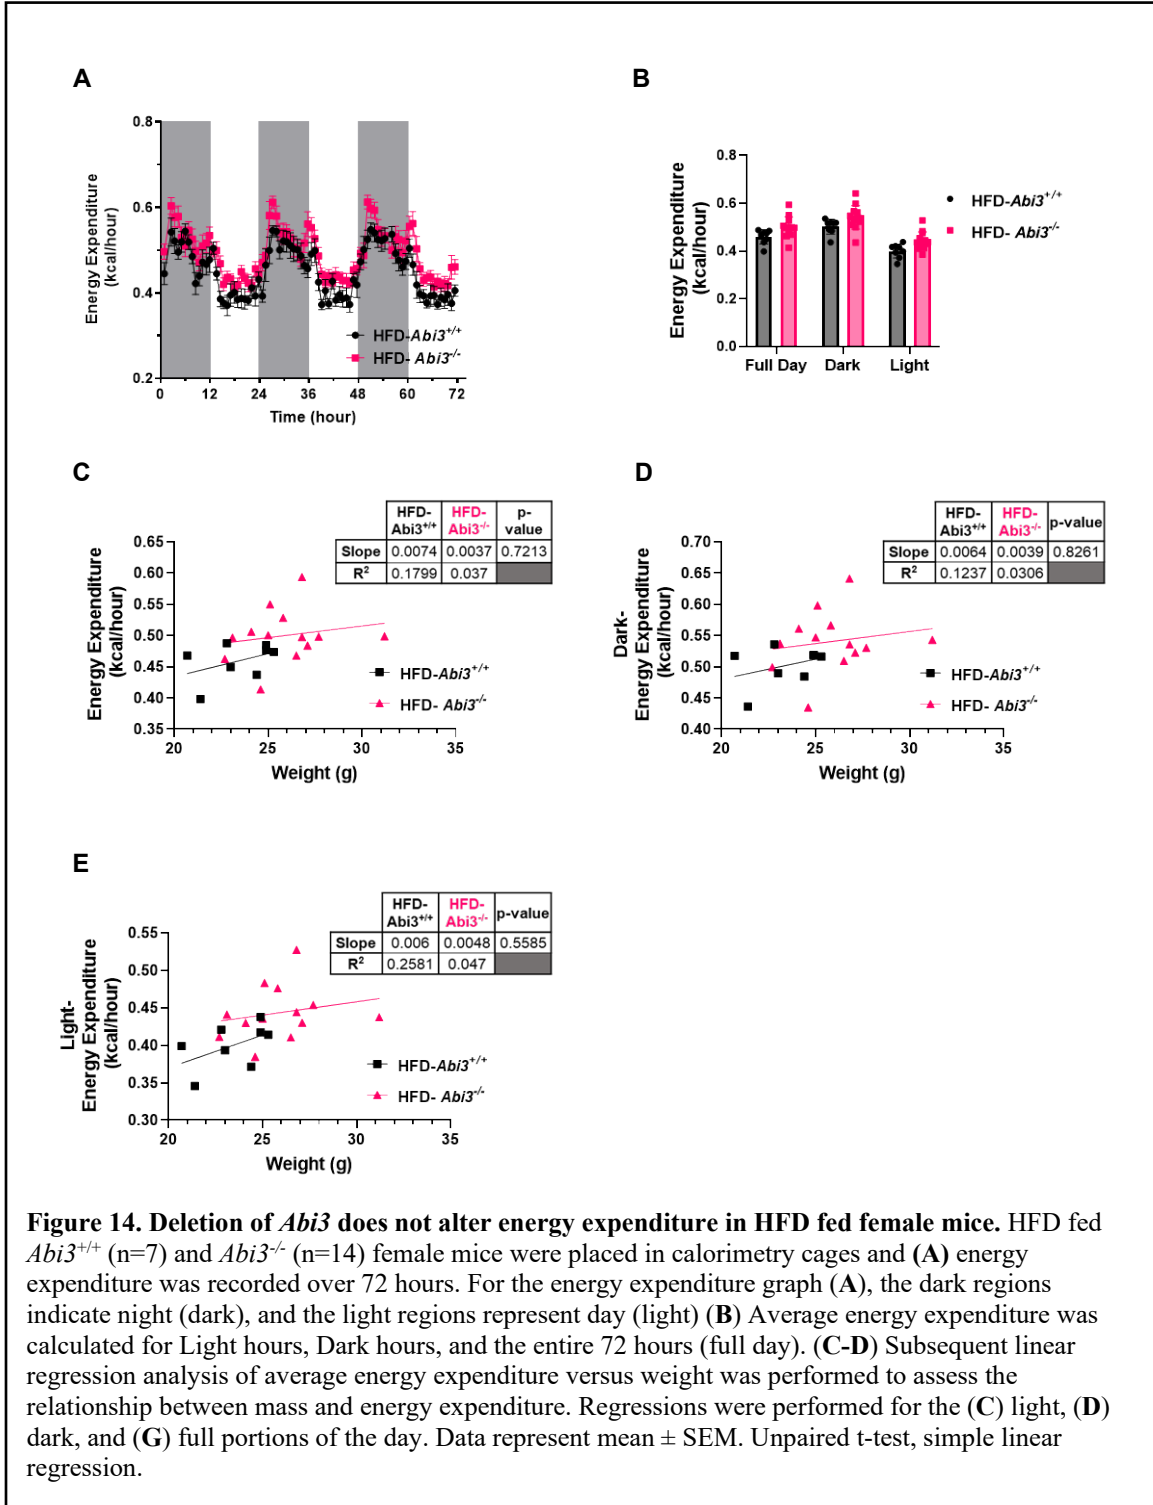 A
0.8
0.6
0.4
0.2
Energy Expenditure
(kcal/hour)
HFD-Abi3+/+
HFD- Abi3-/-
0 12 24 36 48 60 72
Time (hour)
B
0.8
0.6
0.4
0.2
0.0
Energy Expenditure
(kcal/hour)
HFD-Abi3+/+
HFD- Abi3-/-
Full Day Dark Light
C
HFD-Abi3+/+ HFD-Abi3-/- p-value
Slope 0.0074 0.0037 0.7213
R2 0.1799 0.037
0.65
0.60
0.55
0.50
0.45
0.40
0.35
Energy Expenditure
(kcal/hour)
HFD-Abi3+/+
HFD- Abi3-/-
20 25 30 35
Weight (g)
D
HFD-Abi3+/+ HFD-Abi3-/- p-value
Slope 0.0064 0.0039 0.8261
R2 0.1237 0.0306
0.70
0.65
0.60
0.55
0.50
0.45
0.40
Dark-
Energy Expenditure
(kcal/hour)
HFD-Abi3+/+
HFD- Abi3-/-
20 25 30 35
Weight (g)
E
HFD-Abi3+/+ HFD-Abi3-/- p-value
Slope 0.006 0.0048 0.5585
R2 0.2581 0.047
0.55
0.50
0.45
0.40
0.35
0.30
Light-
Energy Expenditure
(kcal/hour)
HFD-Abi3+/+
HFD- Abi3-/-
20 25 30 35
Weight (g)
Figure 14. Deletion of Abi3 does not alter energy expenditure in HFD fed female mice. HFD fed
Abi3+/+ (n=7) and Abi3-/- (n=14) female mice were placed in calorimetry cages and (A) energy
expenditure was recorded over 72 hours. For the energy expenditure graph (A), the dark regions
indicate night (dark), and the light regions represent day (light) (B) Average energy expenditure was
calculated for Light hours, Dark hours, and the entire 72 hours (full day). (C-D) Subsequent linear
regression analysis of average energy expenditure versus weight was performed to assess the
relationship between mass and energy expenditure. Regressions were performed for the (C) light, (D)
dark, and (G) full portions of the day. Data represent mean ± SEM. Unpaired t-test, simple linear
regression.